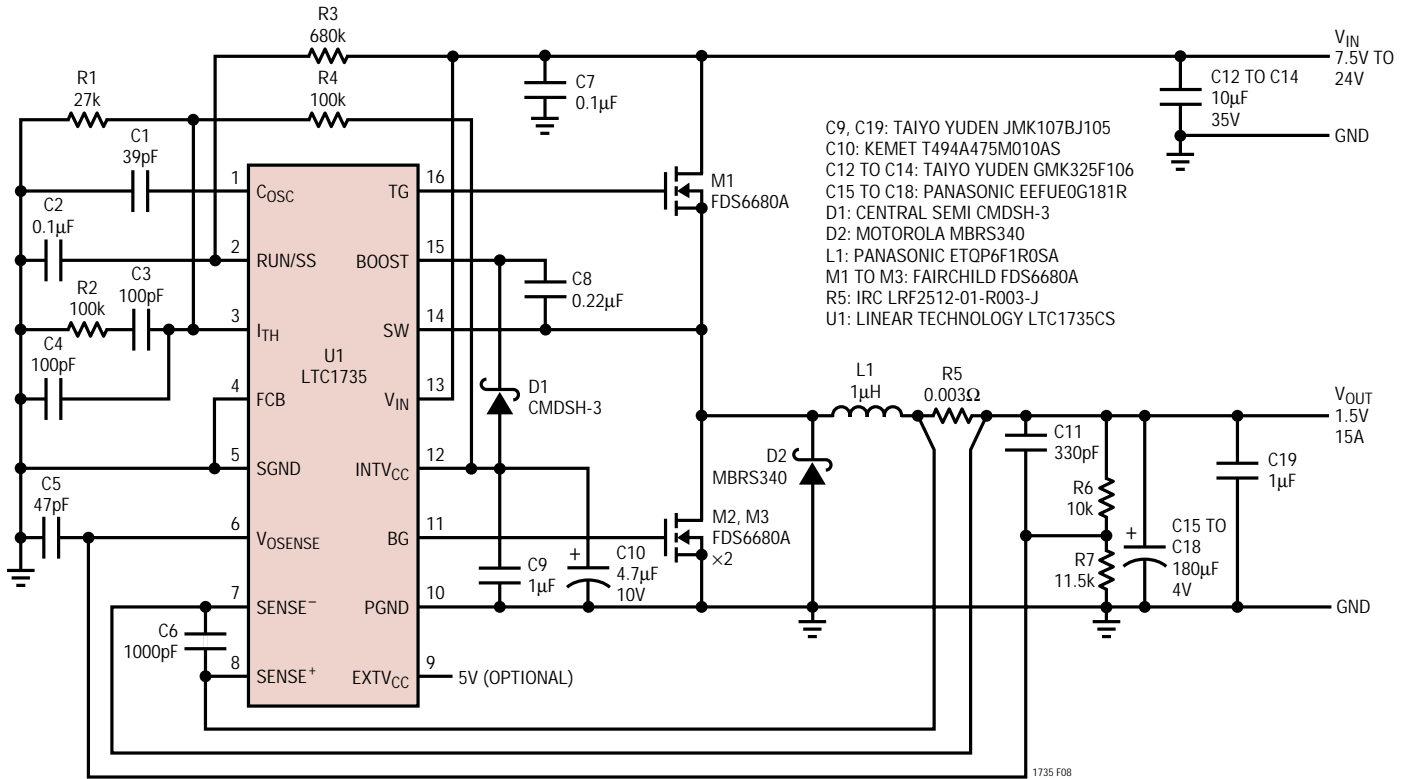 R3
680k
R1
27k
R4
100k
C7
0.1µF
C12 TO C14
10µF
35V
V_IN
7.5V TO
24V
GND
C1
39pF
C2
0.1µF
R2
100k
C3
100pF
C4
100pF
C5
47pF
C6
1000pF
1
2
3
4
5
6
7
8
C_OSC
RUN/SS
I_TH
FCB
SGND
V_OSENSE
SENSE⁻
SENSE⁺
U1
LTC1735
TG
BOOST
SW
V_IN
INTV_CC
BG
PGND
EXTV_CC
16
15
14
13
12
11
10
9
5V (OPTIONAL)
M1
FDS6680A
C8
0.22µF
D1
CMDSH-3
C9
1µF
C10
+
4.7µF
10V
M2, M3
FDS6680A
×2
D2
MBRS340
C9, C19: TAIYO YUDEN JMK107BJ105
C10: KEMET T494A475M010AS
C12 TO C14: TAIYO YUDEN GMK325F106
C15 TO C18: PANASONIC EEFUE0G181R
D1: CENTRAL SEMI CMDSH-3
D2: MOTOROLA MBRS340
L1: PANASONIC ETQP6F1R0SA
M1 TO M3: FAIRCHILD FDS6680A
R5: IRC LRF2512-01-R003-J
U1: LINEAR TECHNOLOGY LTC1735CS
L1
1µH
R5
0.003Ω
C11
330pF
R6
10k
R7
11.5k
+
C15 TO
C18
180µF
4V
C19
1µF
V_OUT
1.5V
15A
GND
1735 F08